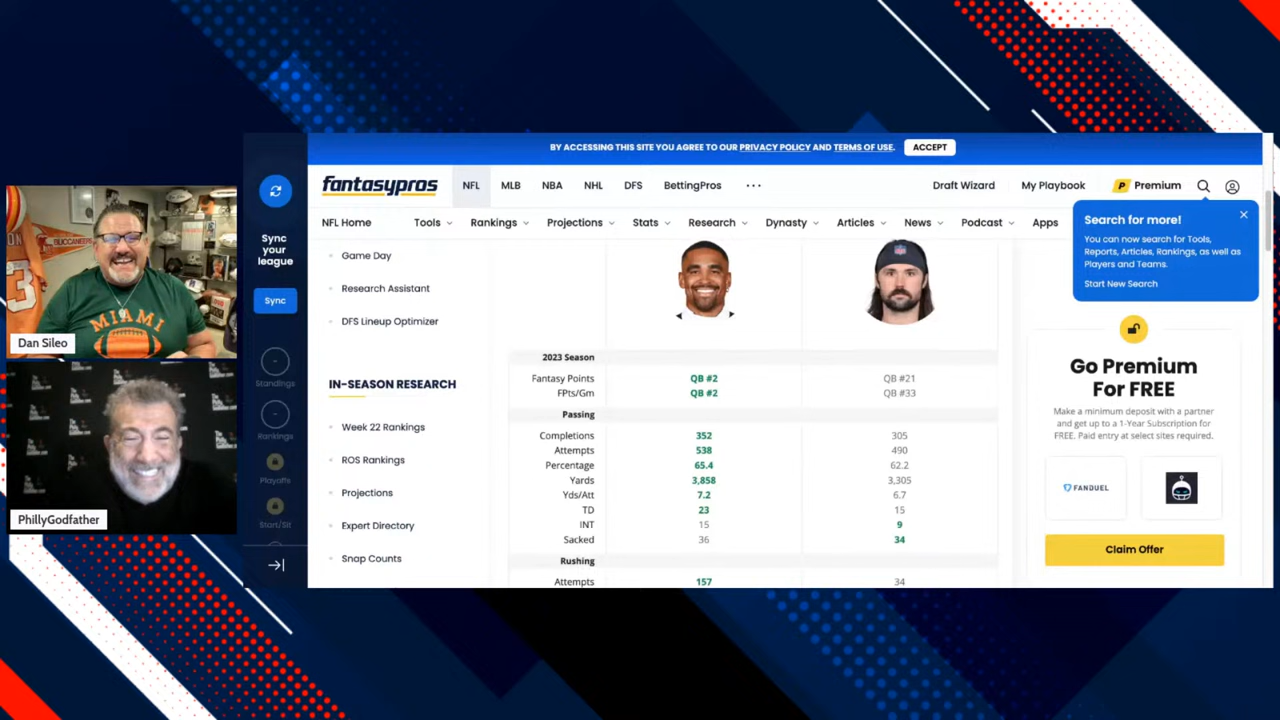 BY ACCESSING THIS SITE YOU AGREE TO OUR PRIVACY POLICY AND TERMS OF USE. ACCEPT
fantasypros NFL MLB NBA NHL DFS BettingPros ... Draft Wizard My Playbook P Premium
NFL Home Tools Rankings Projections Stats Research Dynasty Articles News Podcast Apps
Search for more!
You can now search for Tools,
Reports, Articles, Rankings, as well as
Players and Teams.
Start New Search
Sync
your
league
Sync
Standings
Rankings
Playoffs
Start/Sit
BUCCANEERS
MIAMI
Dan Sileo
PhillyGodfather
Game Day
Research Assistant
DFS Lineup Optimizer
IN-SEASON RESEARCH
Week 22 Rankings
ROS Rankings
Projections
Expert Directory
Snap Counts
2023 Season
Fantasy Points QB #2 QB #21
FPts/Gm QB #2 QB #33
Passing
Completions 352 305
Attempts 538 490
Percentage 65.4 62.2
Yards 3,858 3,305
Yds/Att 7.2 6.7
TD 23 15
INT 15 9
Sacked 36 34
Rushing
Attempts 157 34
Go Premium
For FREE
Make a minimum deposit with a partner
and get up to a 1-Year Subscription for
FREE. Paid entry at select sites required.
FANDUEL
Claim Offer